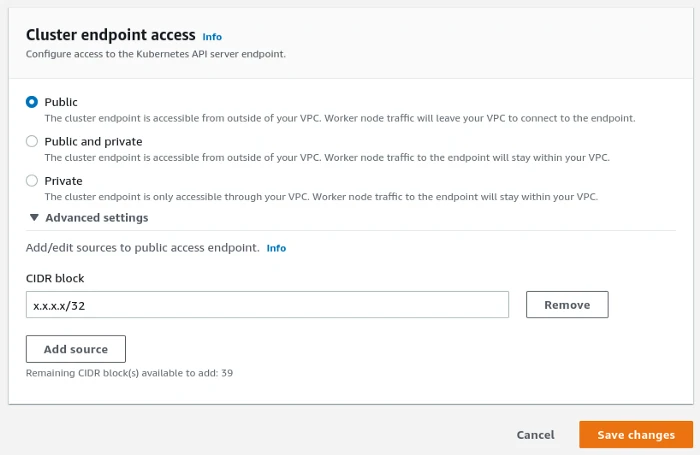 Cluster endpoint access Info
Configure access to the Kubernetes API server endpoint.
Public
The cluster endpoint is accessible from outside of your VPC. Worker node traffic will leave your VPC to connect to the endpoint.
Public and private
The cluster endpoint is accessible from outside of your VPC. Worker node traffic to the endpoint will stay within your VPC.
Private
The cluster endpoint is only accessible through your VPC. Worker node traffic to the endpoint will stay within your VPC.
Advanced settings
Add/edit sources to public access endpoint. Info
CIDR block
x.x.x.x/32 Remove
Add source
Remaining CIDR block(s) available to add: 39
Cancel Save changes